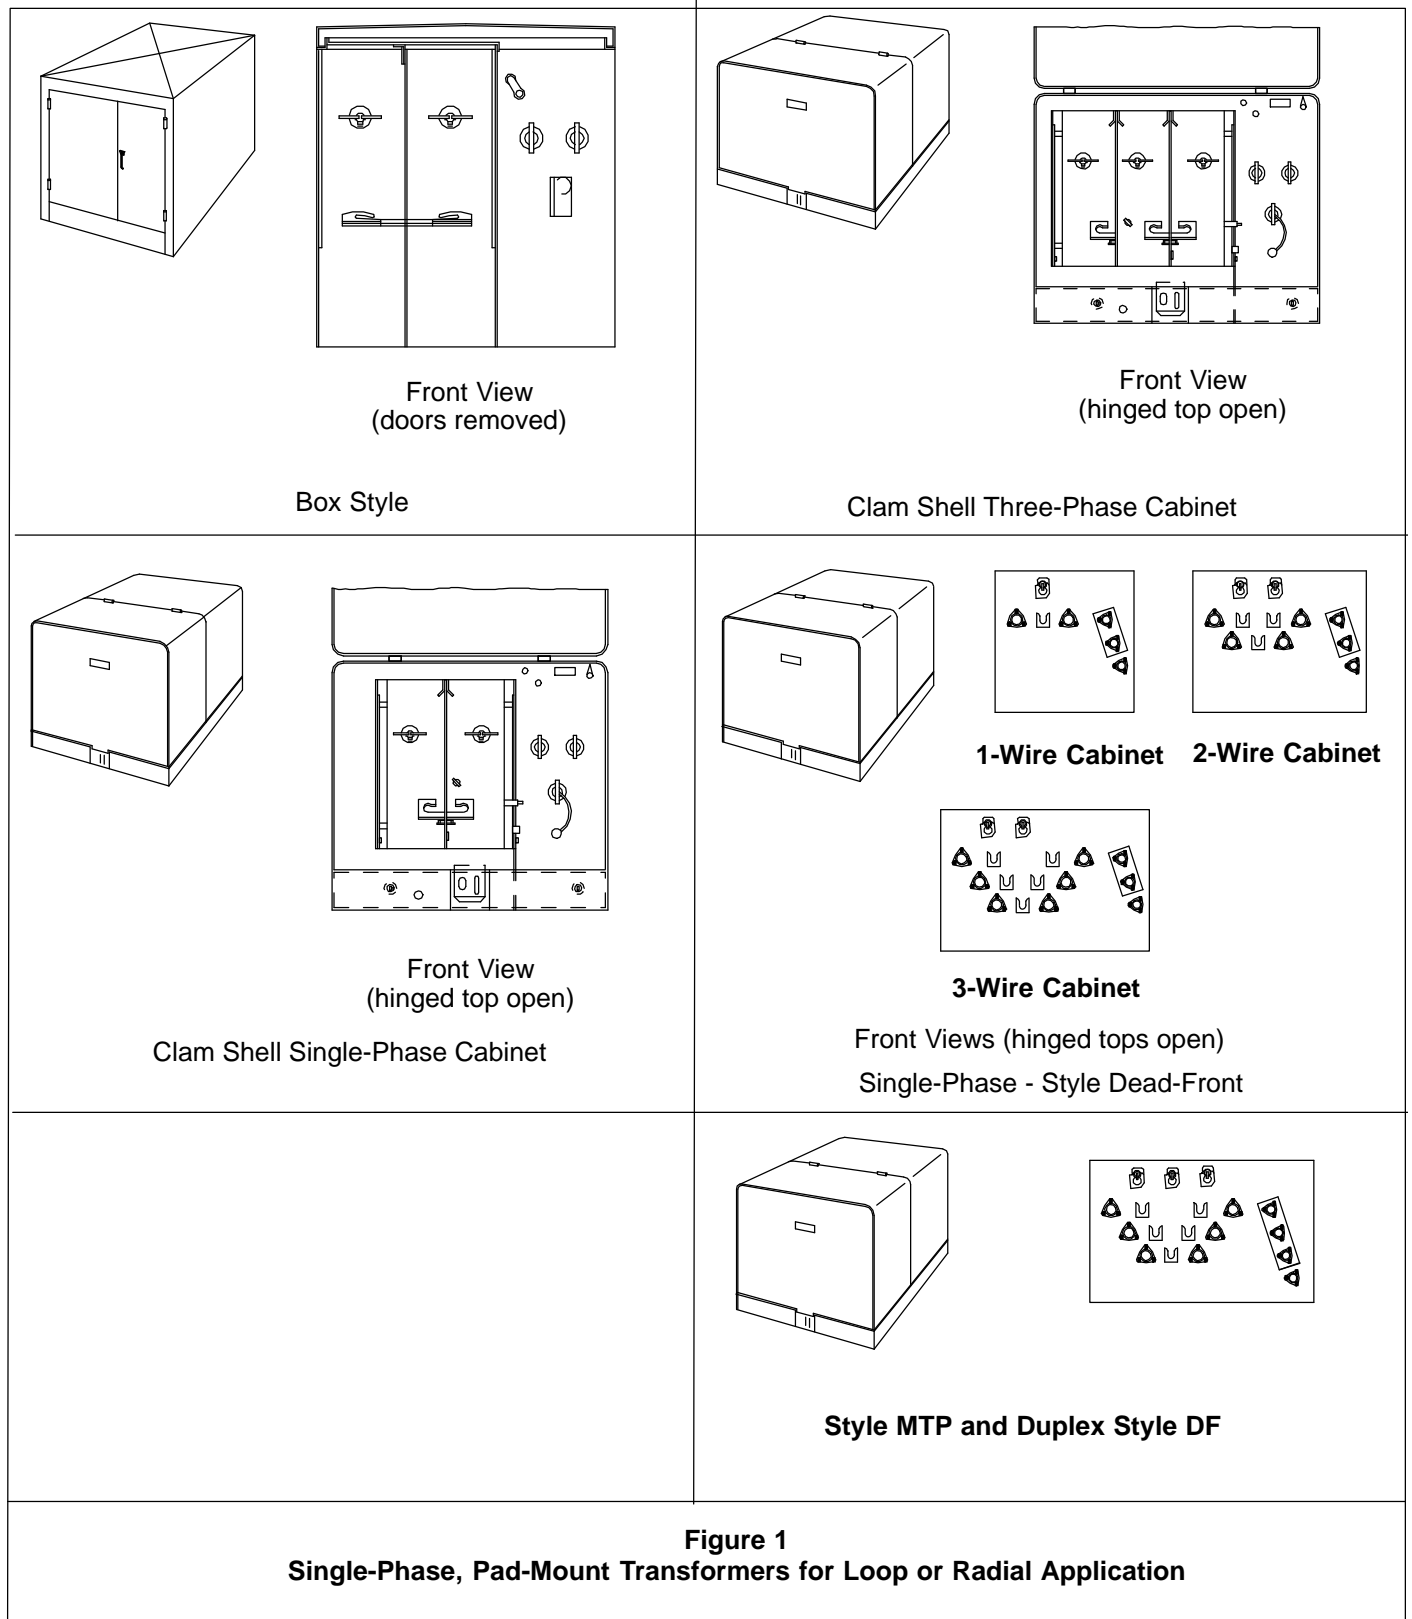 Front View
(doors removed)
Box Style
Front View
(hinged top open)
Clam Shell Three-Phase Cabinet
Front View
(hinged top open)
Clam Shell Single-Phase Cabinet
1-Wire Cabinet
2-Wire Cabinet
3-Wire Cabinet
Front Views (hinged tops open)
Single-Phase - Style Dead-Front
Style MTP and Duplex Style DF
Figure 1
Single-Phase, Pad-Mount Transformers for Loop or Radial Application